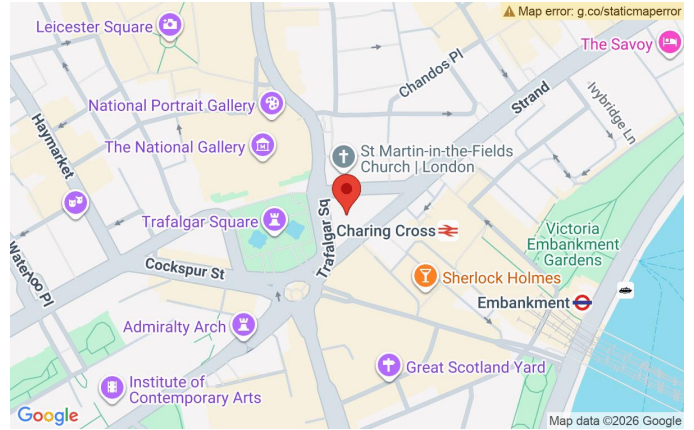 Map error: g.co/staticmaperror
Leicester Square
The Savoy
Chandos Pl
Strand
Ivybridge Ln
National Portrait Gallery
Haymarket
The National Gallery
St Martin-in-the-Fields
Church | London
Trafalgar Square
Trafalgar Sq
Charing Cross
Victoria
Embankment
Gardens
Waterloo Pl
Cockspur St
Sherlock Holmes
Embankment
Admiralty Arch
Great Scotland Yard
Institute of
Contemporary Arts
Google
Map data ©2026 Google